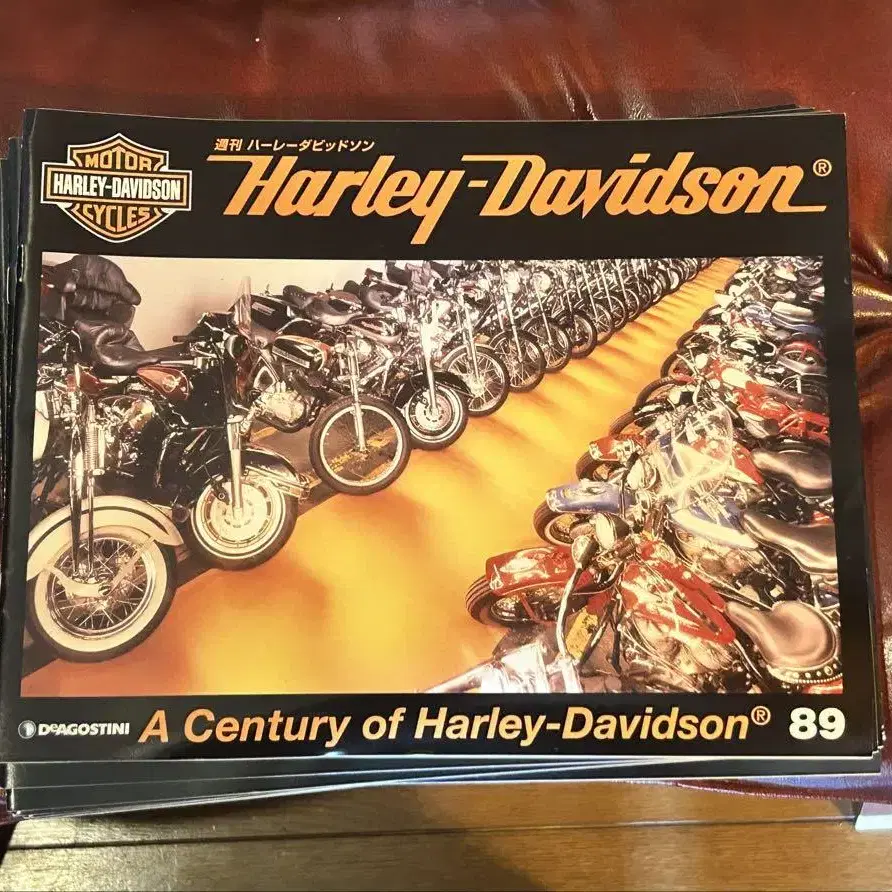 週刊 ハーレーダビッドソン
Harley-Davidson®
MOTOR
HARLEY-DAVIDSON
CYCLES
DEAGOSTINI
A Century of Harley-Davidson® 89